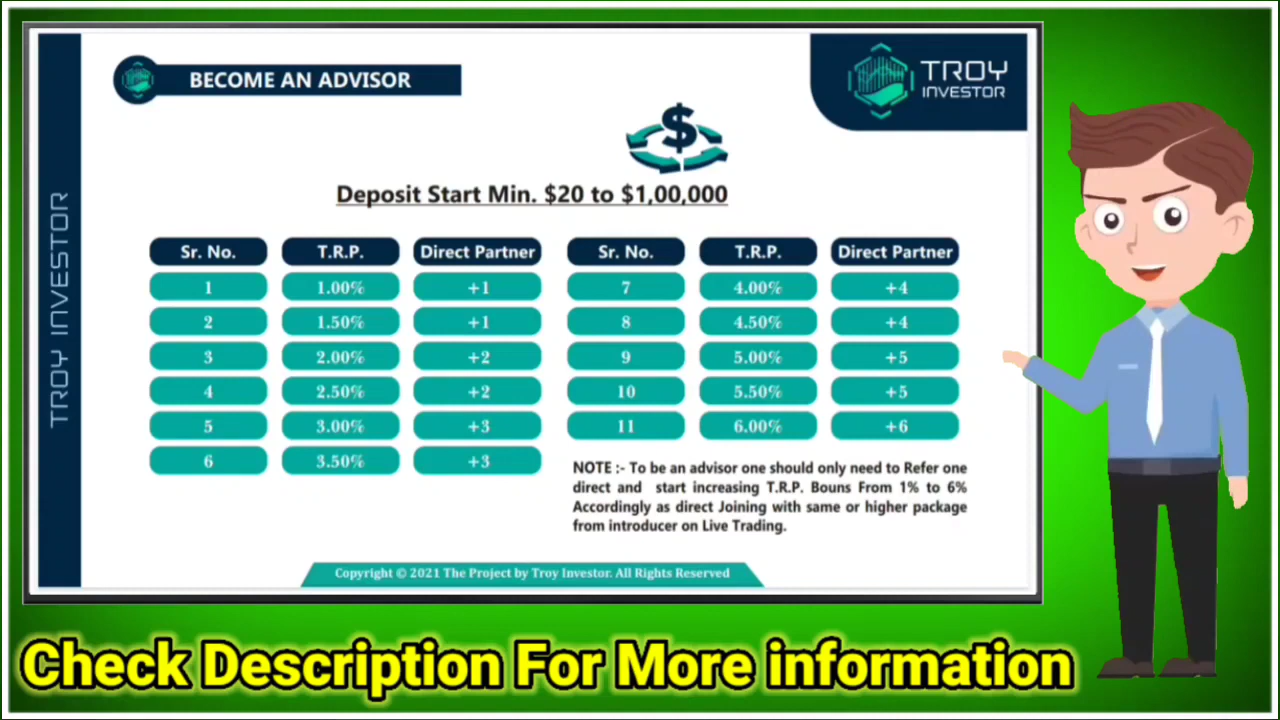 BECOME AN ADVISOR
TROY
INVESTOR
TROY INVESTOR
Deposit Start Min. $20 to $1,00,000
Sr. No. T.R.P. Direct Partner
1 1.00% +1
2 1.50% +1
3 2.00% +2
4 2.50% +2
5 3.00% +3
6 3.50% +3
Sr. No. T.R.P. Direct Partner
7 4.00% +4
8 4.50% +4
9 5.00% +5
10 5.50% +5
11 6.00% +6
NOTE :- To be an advisor one should only need to Refer one
direct and start increasing T.R.P. Bouns From 1% to 6%
Accordingly as direct Joining with same or higher package
from introducer on Live Trading.
Copyright © 2021 The Project by Troy Investor. All Rights Reserved
Check Description For More information